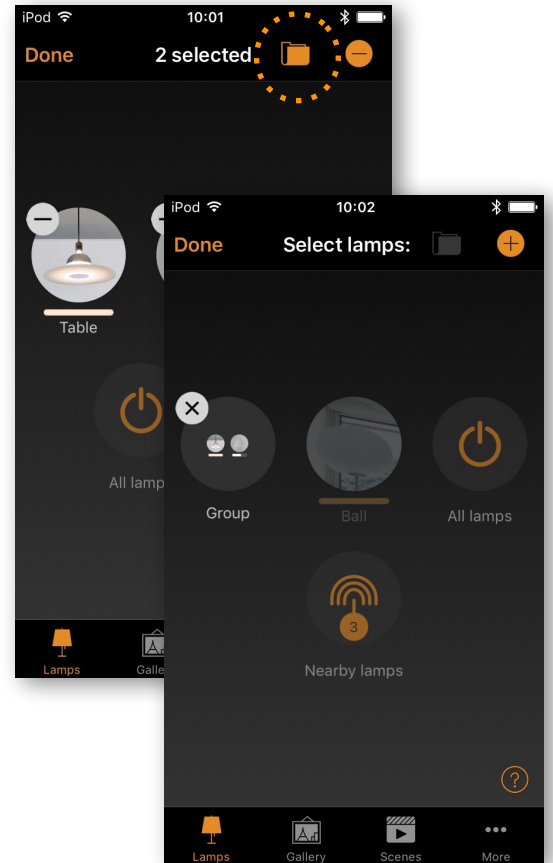 iPod 10:01
Done 2 selected
Table
All lamp
Lamps Galle
iPod 10:02
Done Select lamps:
Group Ball All lamps
3
Nearby lamps
?
Lamps Gallery Scenes More